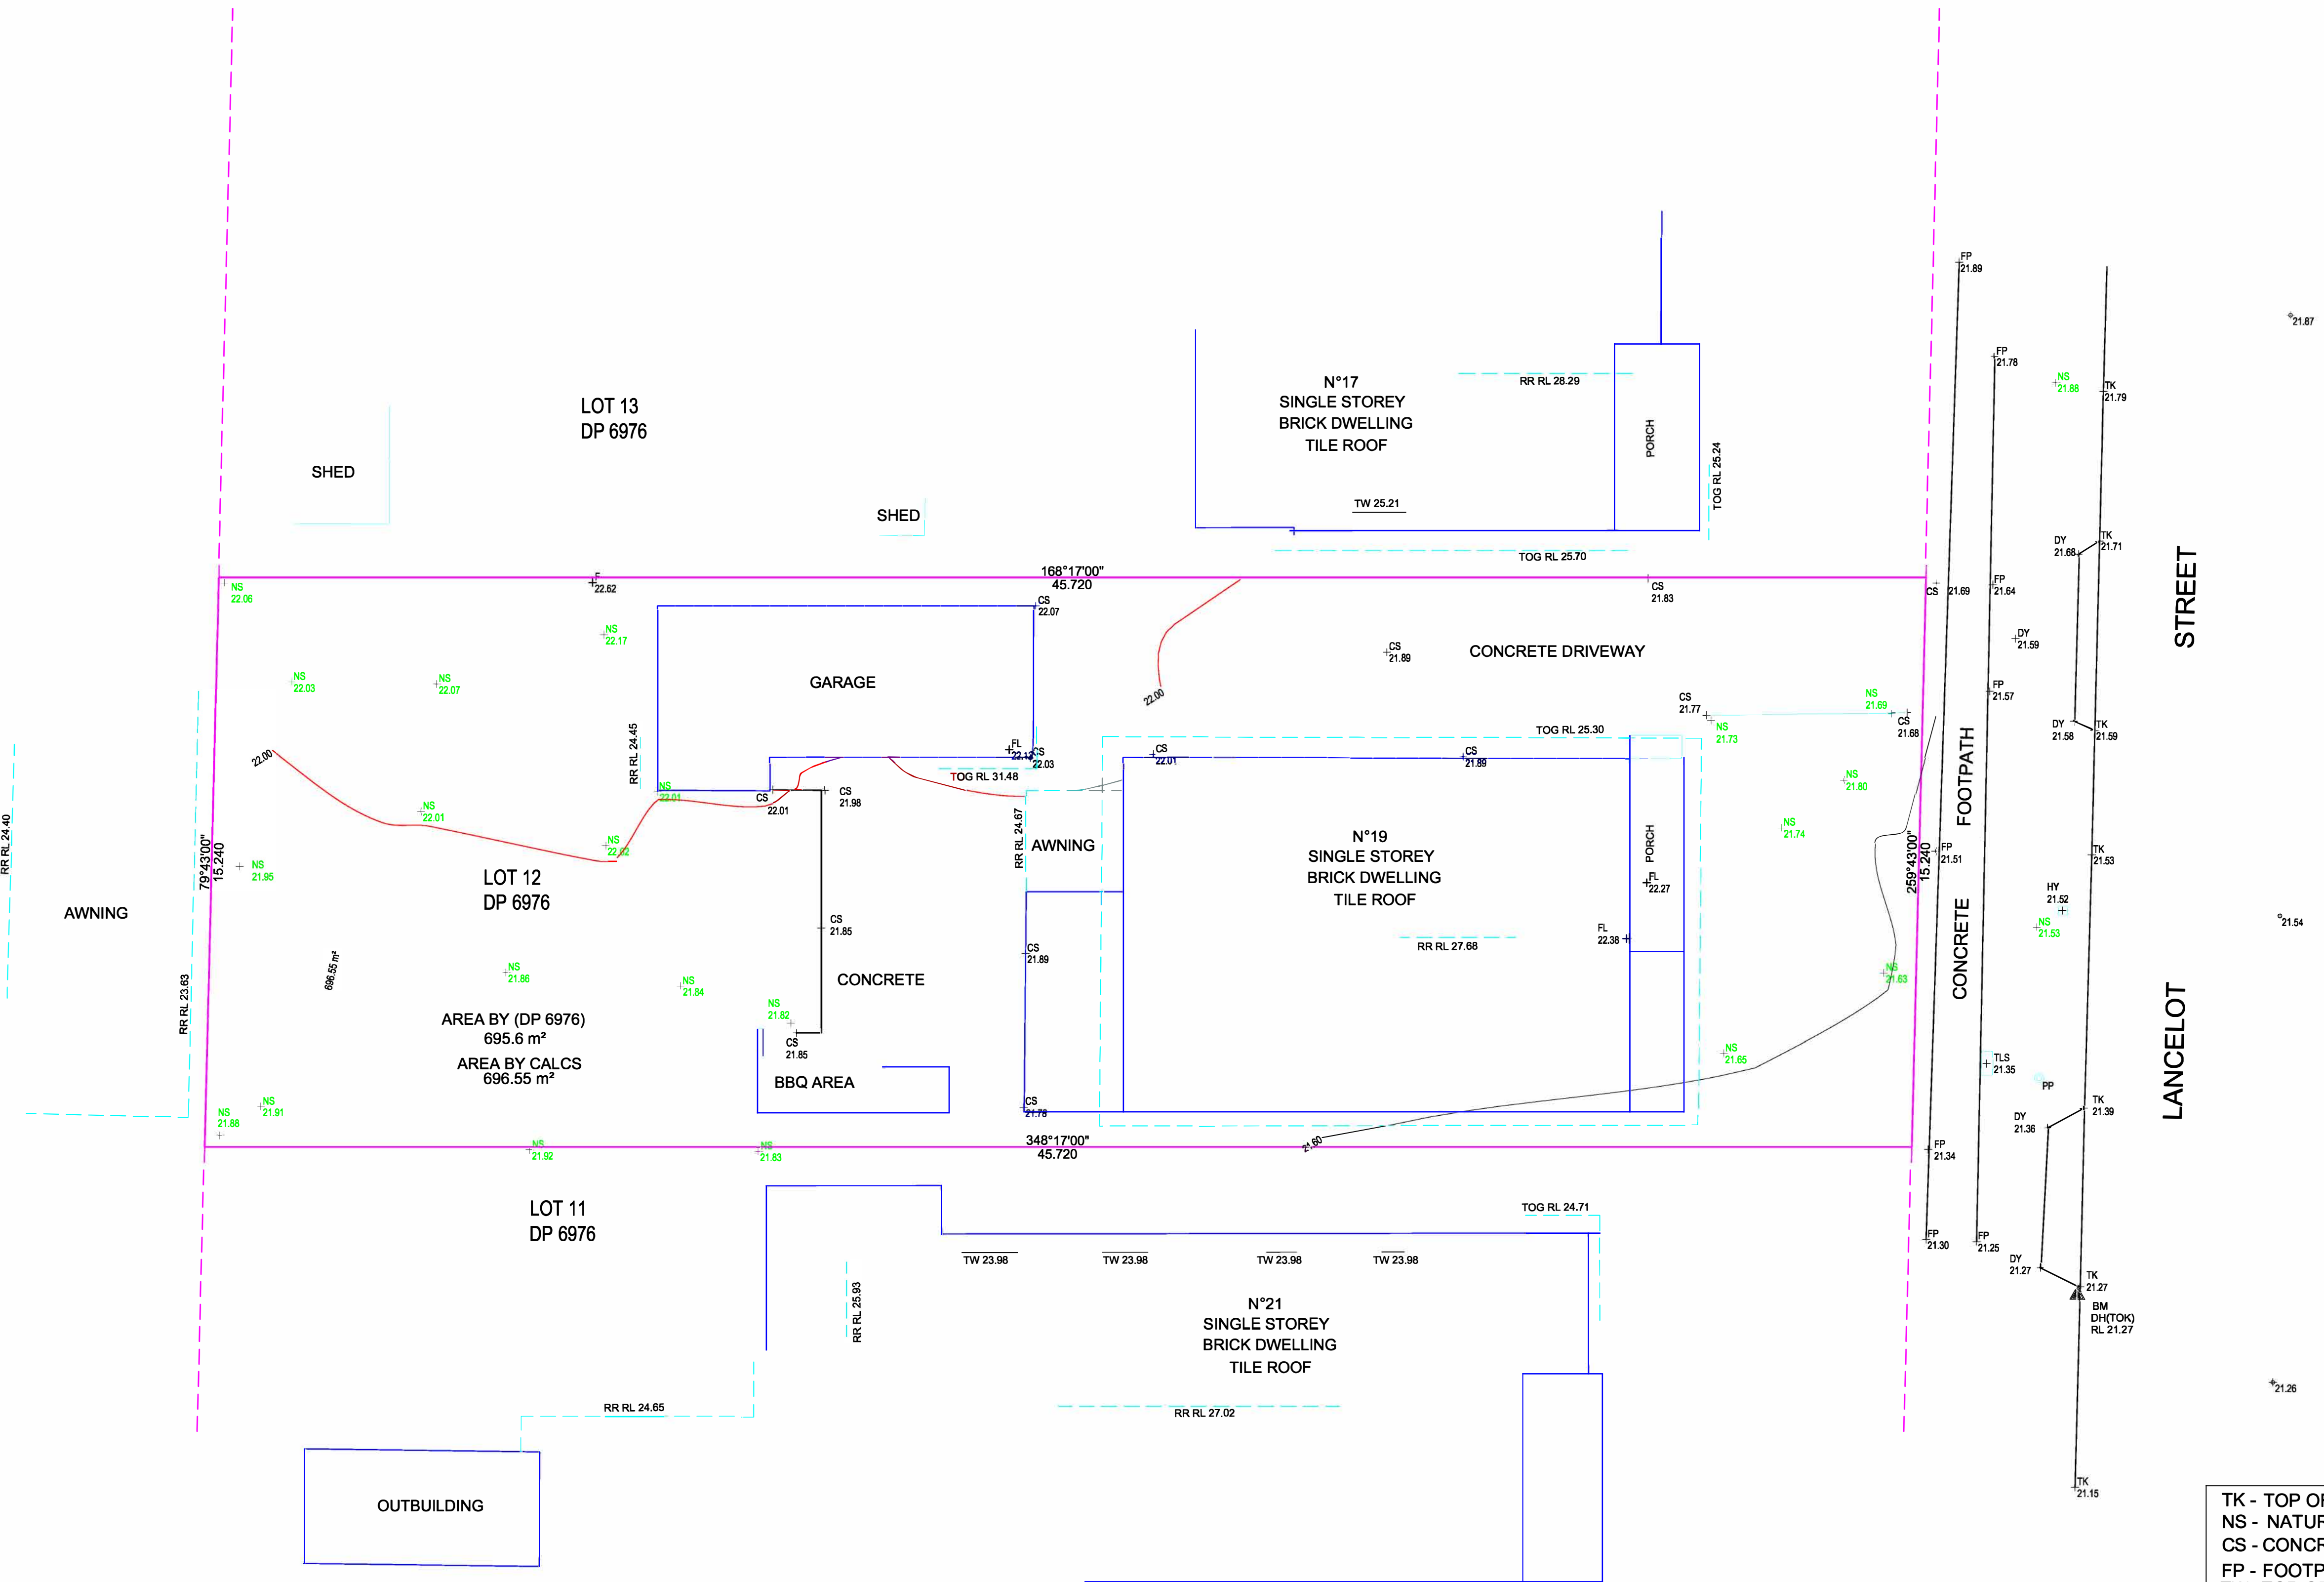 FP
21.89
21.87
FP
21.78
NS
21.88
TK
21.79
N°17
SINGLE STOREY
BRICK DWELLING
TILE ROOF
RR RL 28.29
PORCH
TOG RL 25.24
TW 25.21
TOG RL 25.70
LOT 13
DP 6976
SHED
SHED
DY
21.68
TK
21.71
STREET
168°17'00"
45.720
NS
22.06
F
22.62
CS
22.07
CS
21.83
CS
21.69
FP
21.64
NS
22.17
DY
21.59
CS
21.89
CONCRETE DRIVEWAY
GARAGE
NS
22.03
NS
22.07
22.00
CS
21.77
NS
21.73
NS
21.69
CS
21.68
FP
21.57
DY
21.58
TK
21.59
22.00
RR RL 24.45
FL
22.12
CS
22.03
TOG RL 31.48
CS
22.01
TOG RL 25.30
CS
21.89
NS
22.01
CS
22.01
CS
21.98
NS
21.80
FOOTPATH
NS
22.01
NS
22.02
RR RL 24.67
AWNING
N°19
SINGLE STOREY
BRICK DWELLING
TILE ROOF
PORCH
FL
22.27
NS
21.74
FP
21.51
TK
21.53
259°43'00"
15.240
RR RL 24.40
79°43'00"
15.240
NS
21.95
LOT 12
DP 6976
AWNING
HY
21.52
NS
21.53
21.54
CS
21.85
FL
22.38
RR RL 27.68
CS
21.89
CONCRETE
696.55 m²
NS
21.86
NS
21.84
CONCRETE
NS
21.63
RR RL 23.63
NS
21.82
CS
21.85
AREA BY (DP 6976)
695.6 m²
AREA BY CALCS
696.55 m²
BBQ AREA
NS
21.65
TLS
21.35
PP
LANCELOT
NS
21.91
NS
21.88
CS
21.78
TK
21.39
DY
21.36
NS
21.92
NS
21.83
348°17'00"
45.720
21.60
FP
21.34
LOT 11
DP 6976
TOG RL 24.71
TW 23.98
TW 23.98
TW 23.98
TW 23.98
FP
21.30
FP
21.25
DY
21.27
TK
21.27
BM
DH(TOK)
RL 21.27
RR RL 25.93
N°21
SINGLE STOREY
BRICK DWELLING
TILE ROOF
21.26
RR RL 24.65
RR RL 27.02
OUTBUILDING
TK
21.15
TK - TOP OF
NS - NATUR
CS - CONCR
FP - FOOTP